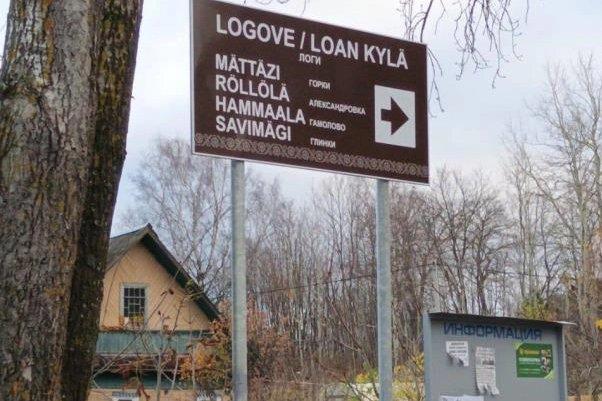 LOGOVE / LOAN KYLÄ
ЛОГИ
MÄTTÄZI ГОРКИ
RÖLLÖLÄ АЛЕКСАНДРОВКА
HAMMAALA ГАМОЛОВО
SAVIMÄGI ГЛИНКИ
ИНФОРМАЦИЯ